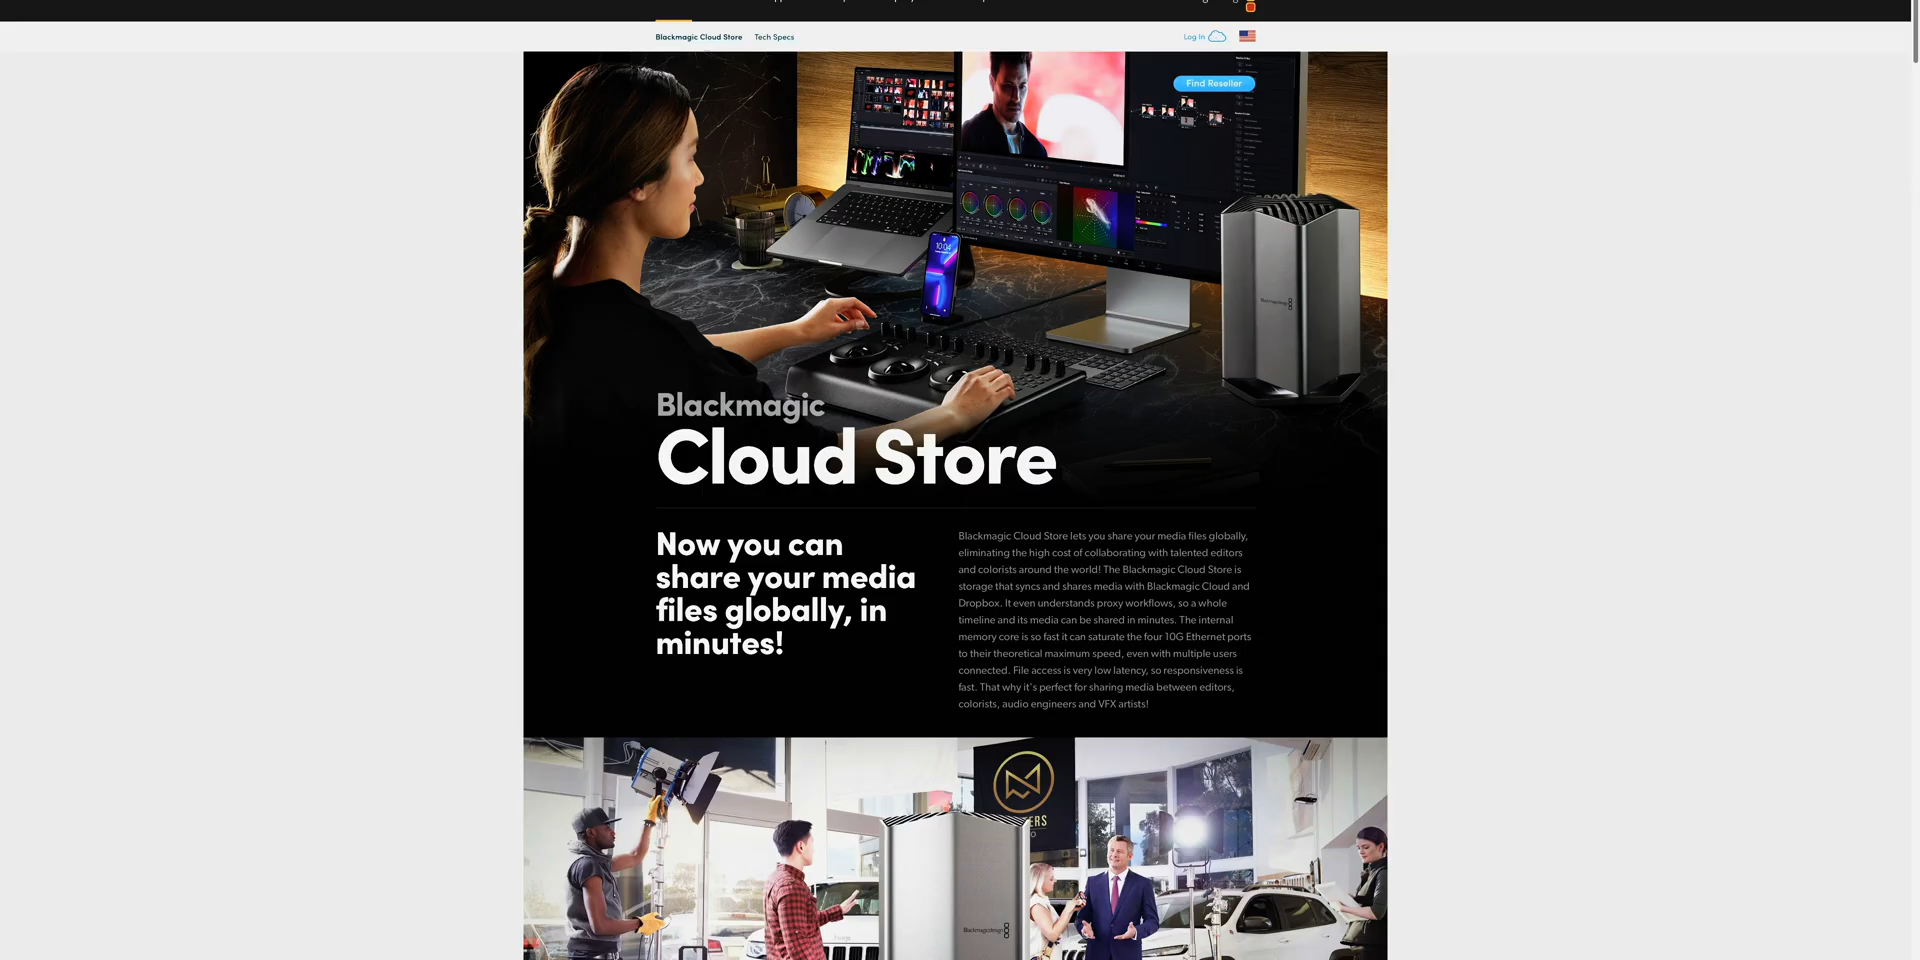 Blackmagic Cloud Store
Tech Specs
Log In
Find Reseller
10:04
Blackmagicdesign
Blackmagic
Cloud Store
Now you can
share your media
files globally, in
minutes!
Blackmagic Cloud Store lets you share your media files globally,
eliminating the high cost of collaborating with talented editors
and colorists around the world! The Blackmagic Cloud Store is
storage that syncs and shares media with Blackmagic Cloud and
Dropbox. It even understands proxy workflows, so a whole
timeline and its media can be shared in minutes. The internal
memory core is so fast it can saturate the four 10G Ethernet ports
to their theoretical maximum speed, even with multiple users
connected. File access is very low latency, so responsiveness is
fast. That why it's perfect for sharing media between editors,
colorists, audio engineers and VFX artists!
Blackmagicdesign